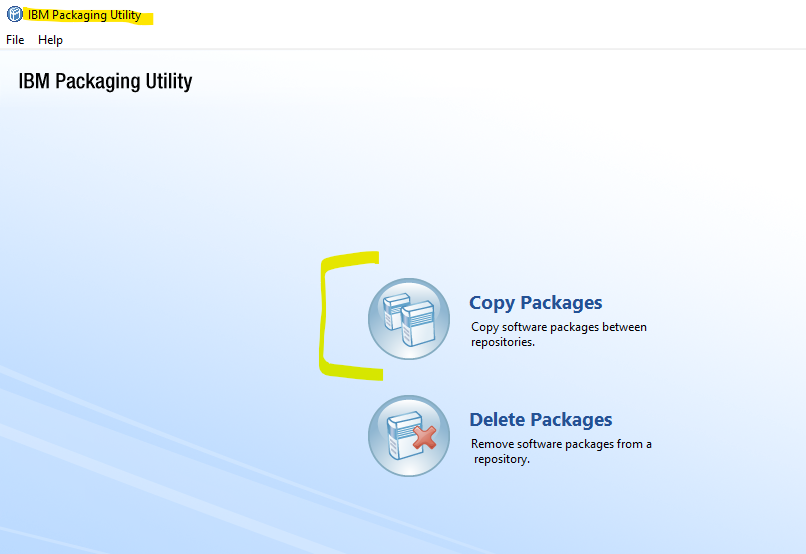 IBM Packaging Utility
File Help
IBM Packaging Utility
Copy Packages
Copy software packages between
repositories.
Delete Packages
Remove software packages from a
repository.